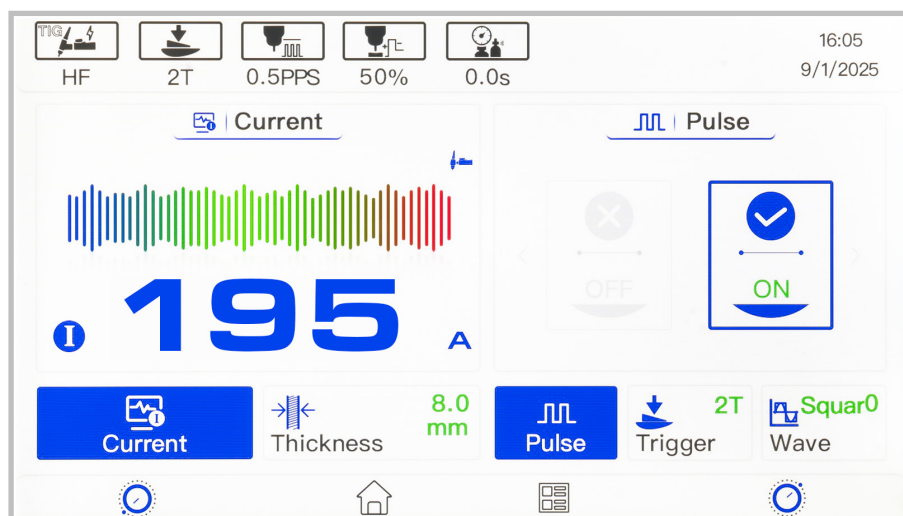 TIG
HF 2T 0.5PPS 50% 0.0s
16:05
9/1/2025
Current
Pulse
195 A
I
OFF
ON
Current
Thickness
8.0
mm
Pulse
Trigger
2T
Squar0
Wave